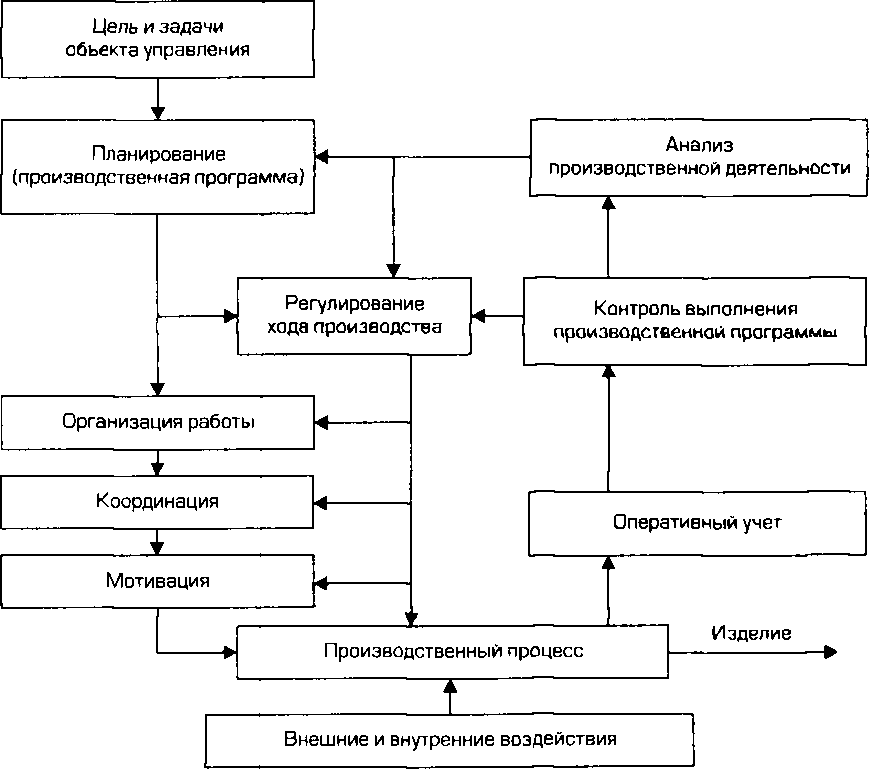 Цель и задачи
объекта управления
Планирование
(производственная программа)
Анализ
производственной деятельности
Регулирование
хода производства
Контроль выполнения
производственной программы
Организация работы
Координация
Оперативный учет
Мотивация
Изделие
Производственный процесс
Внешние и внутренние воздействия